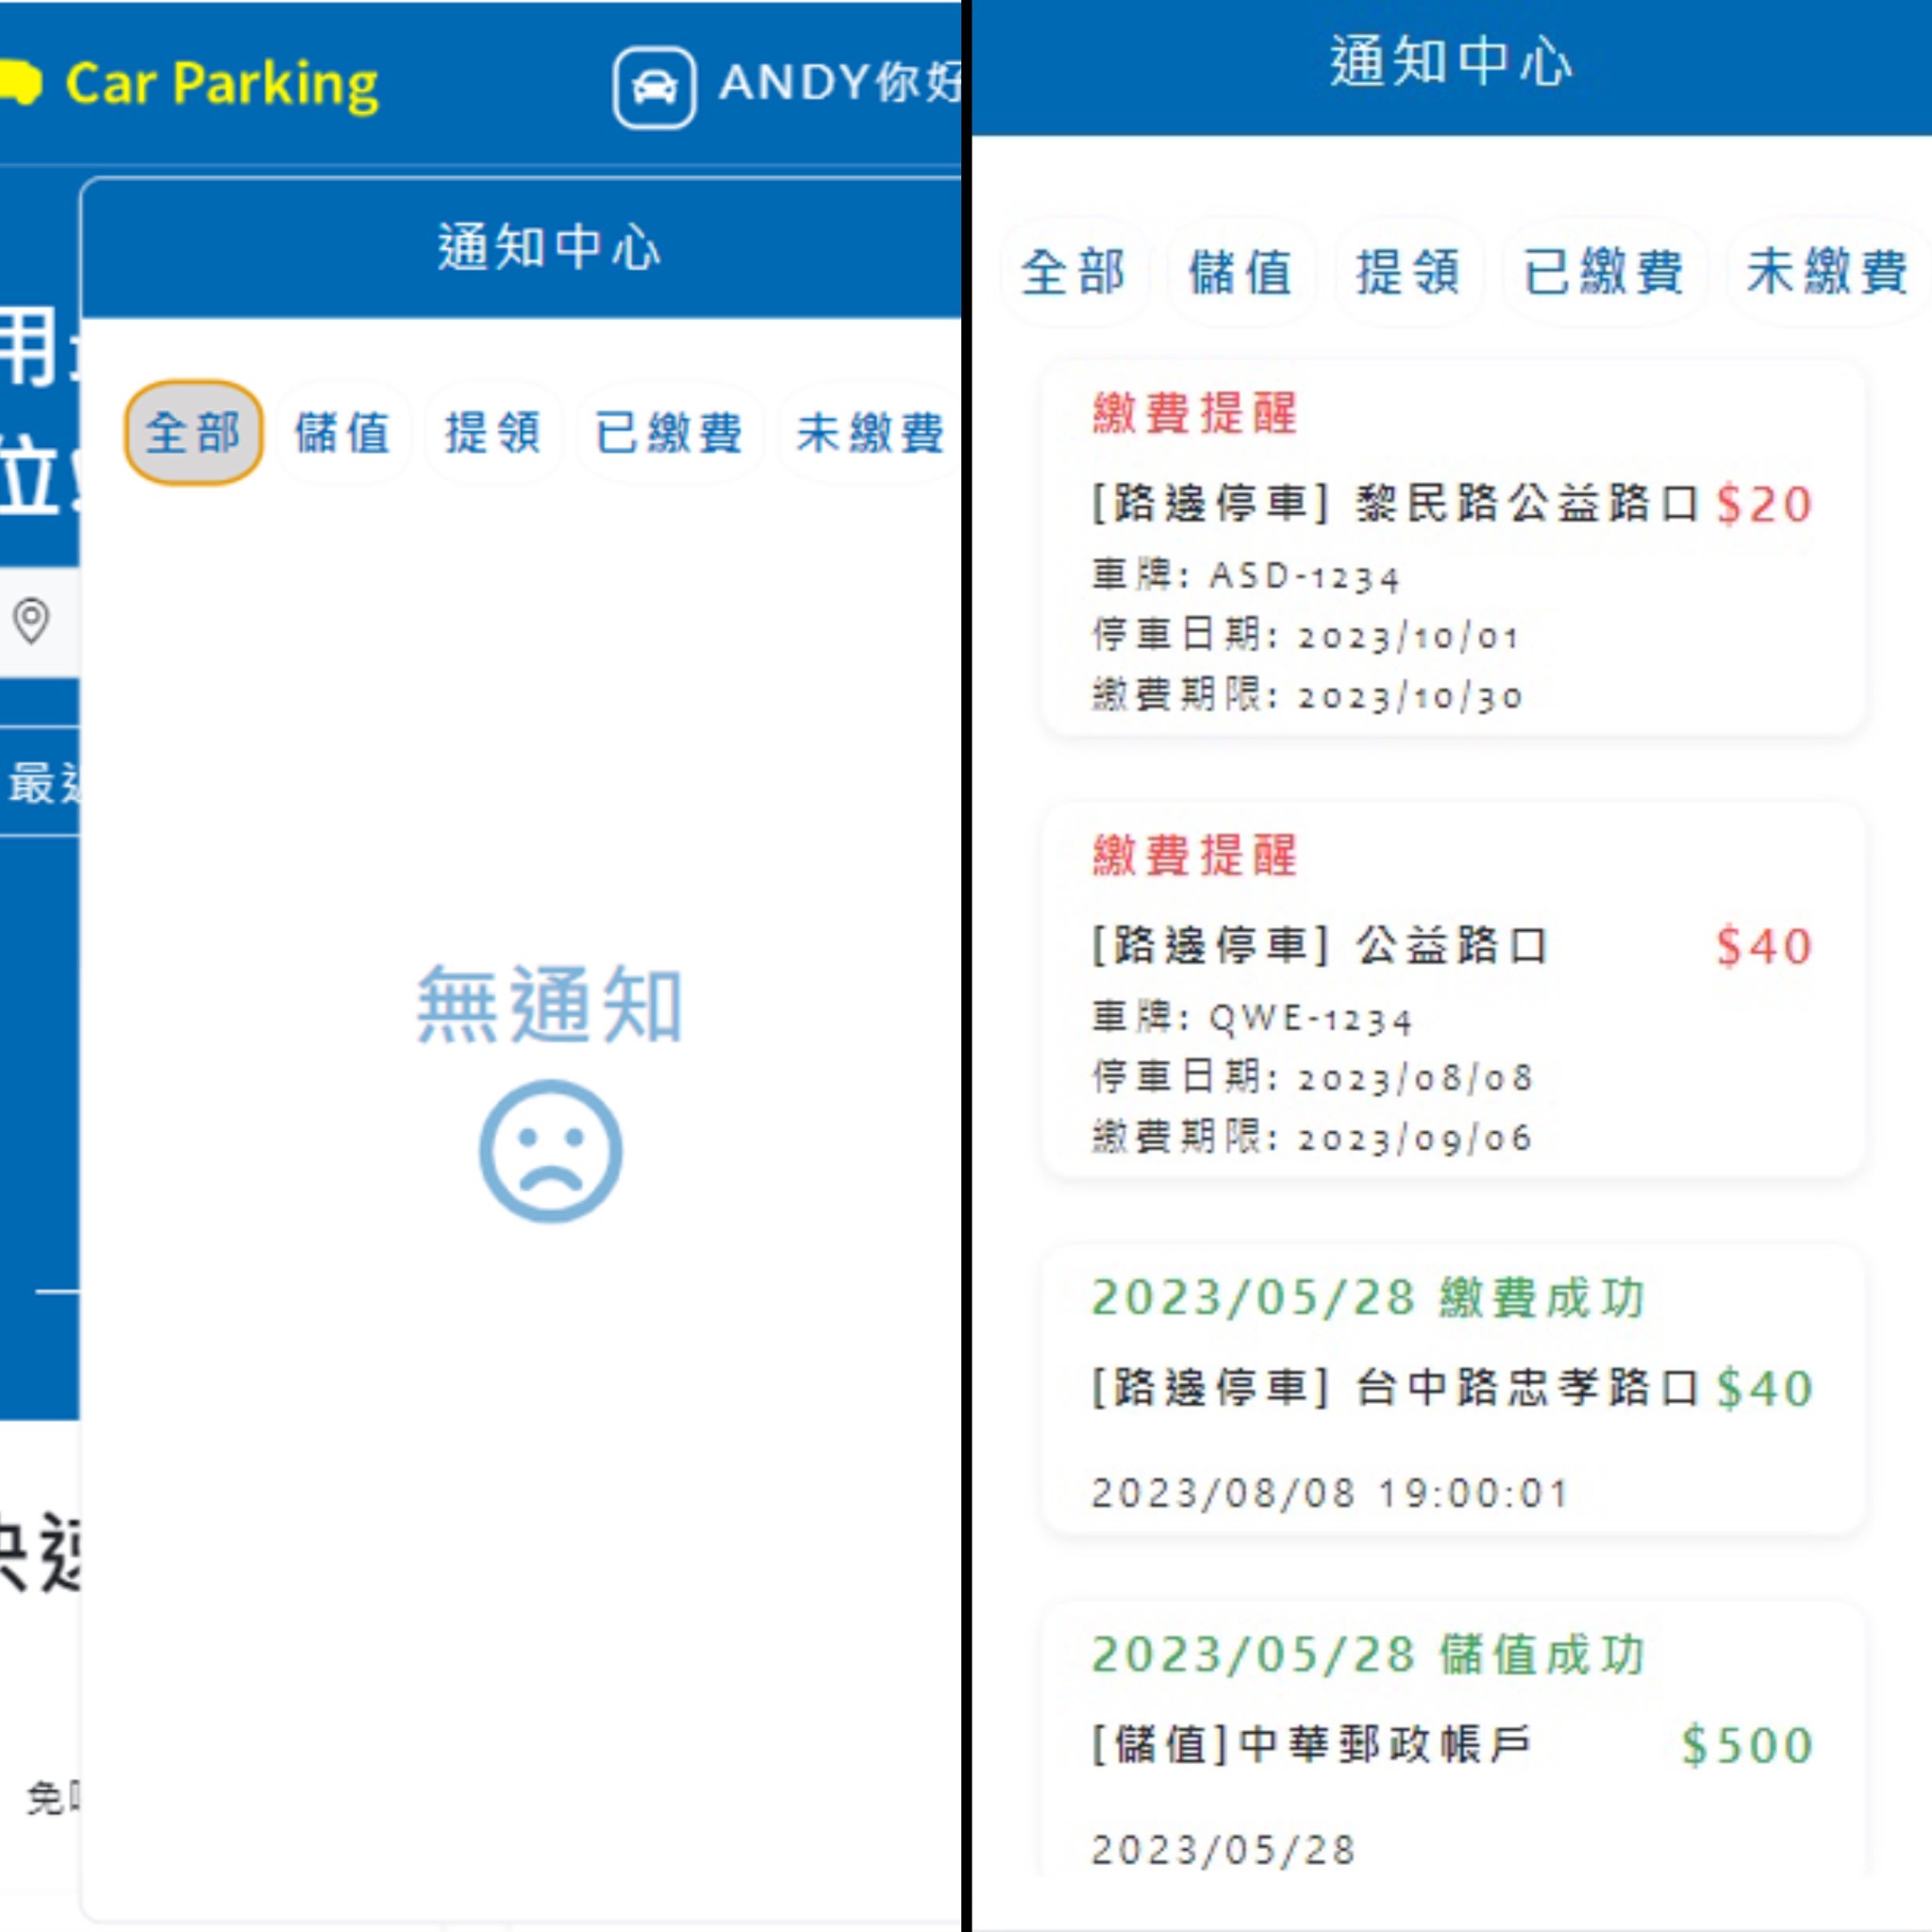 Car Parking
ANDY你好
通知中心
用
位!
全部 儲值 提領 已繳費 未繳費
無通知
最近
快速
免
通知中心
全部 儲值 提領 已繳費 未繳費
繳費提醒
[路邊停車] 黎民路公益路口 $20
車牌: ASD-1234
停車日期: 2023/10/01
繳費期限: 2023/10/30
繳費提醒
[路邊停車] 公益路口 $40
車牌: QWE-1234
停車日期: 2023/08/08
繳費期限: 2023/09/06
2023/05/28 繳費成功
[路邊停車] 台中路忠孝路口 $40
2023/08/08 19:00:01
2023/05/28 儲值成功
[儲值]中華郵政帳戶 $500
2023/05/28